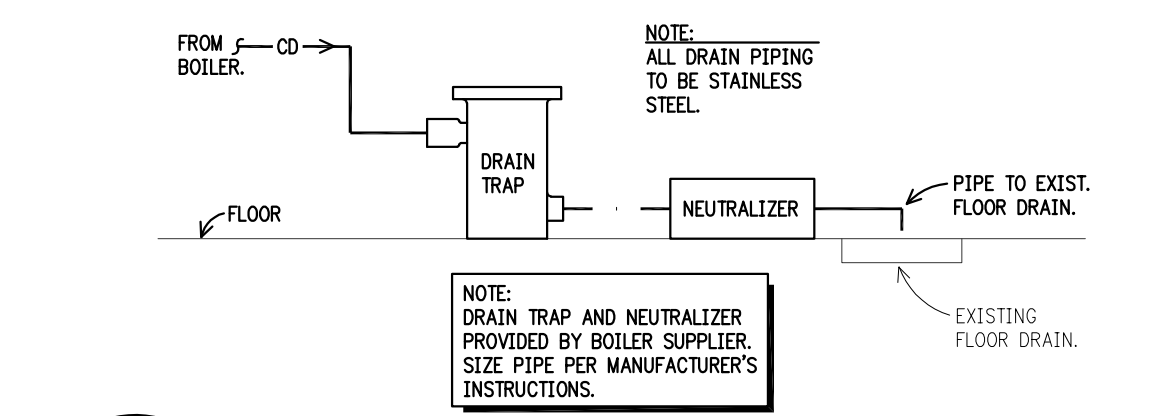 FROM
BOILER.
CD
NOTE:
ALL DRAIN PIPING
TO BE STAINLESS
STEEL.
DRAIN
TRAP
FLOOR
NEUTRALIZER
PIPE TO EXIST.
FLOOR DRAIN.
NOTE:
DRAIN TRAP AND NEUTRALIZER
PROVIDED BY BOILER SUPPLIER.
SIZE PIPE PER MANUFACTURER'S
INSTRUCTIONS.
EXISTING
FLOOR DRAIN.